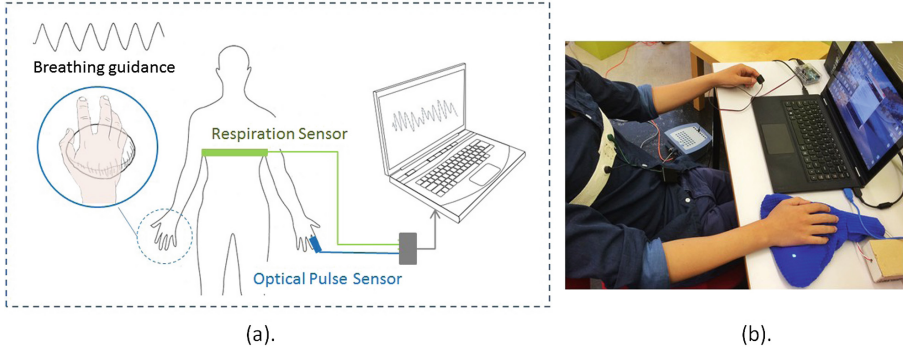 Breathing guidance
Respiration Sensor
Optical Pulse Sensor
(a).
(b).